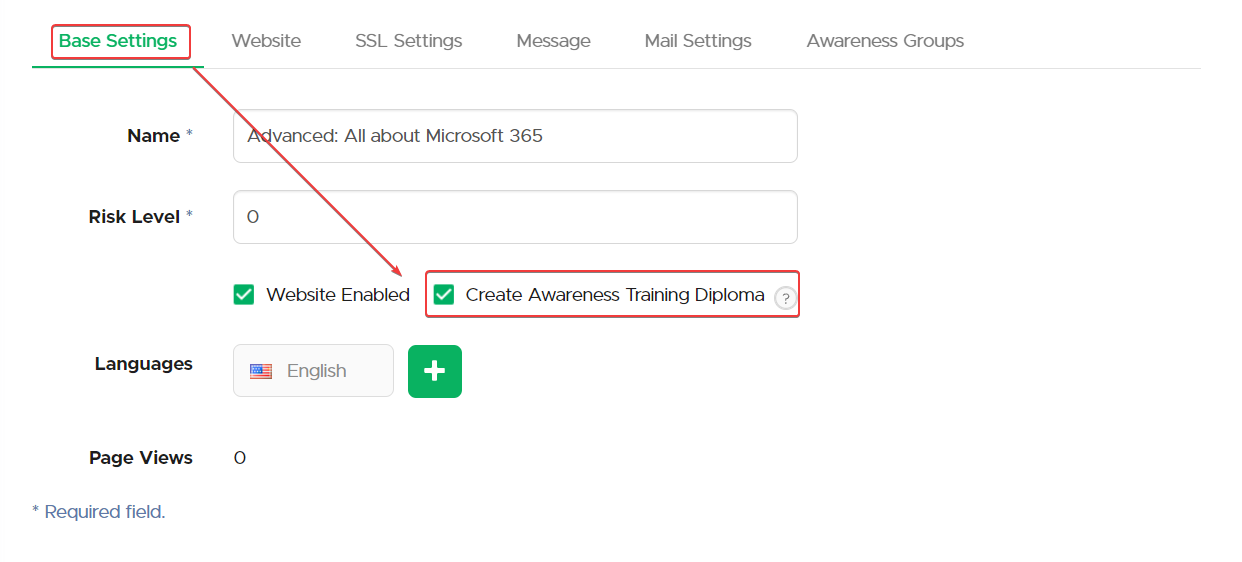 Base Settings Website SSL Settings Message Mail Settings Awareness Groups
Name * Advanced: All about Microsoft 365
Risk Level * 0
Website Enabled Create Awareness Training Diploma ?
Languages English +
Page Views 0
* Required field.